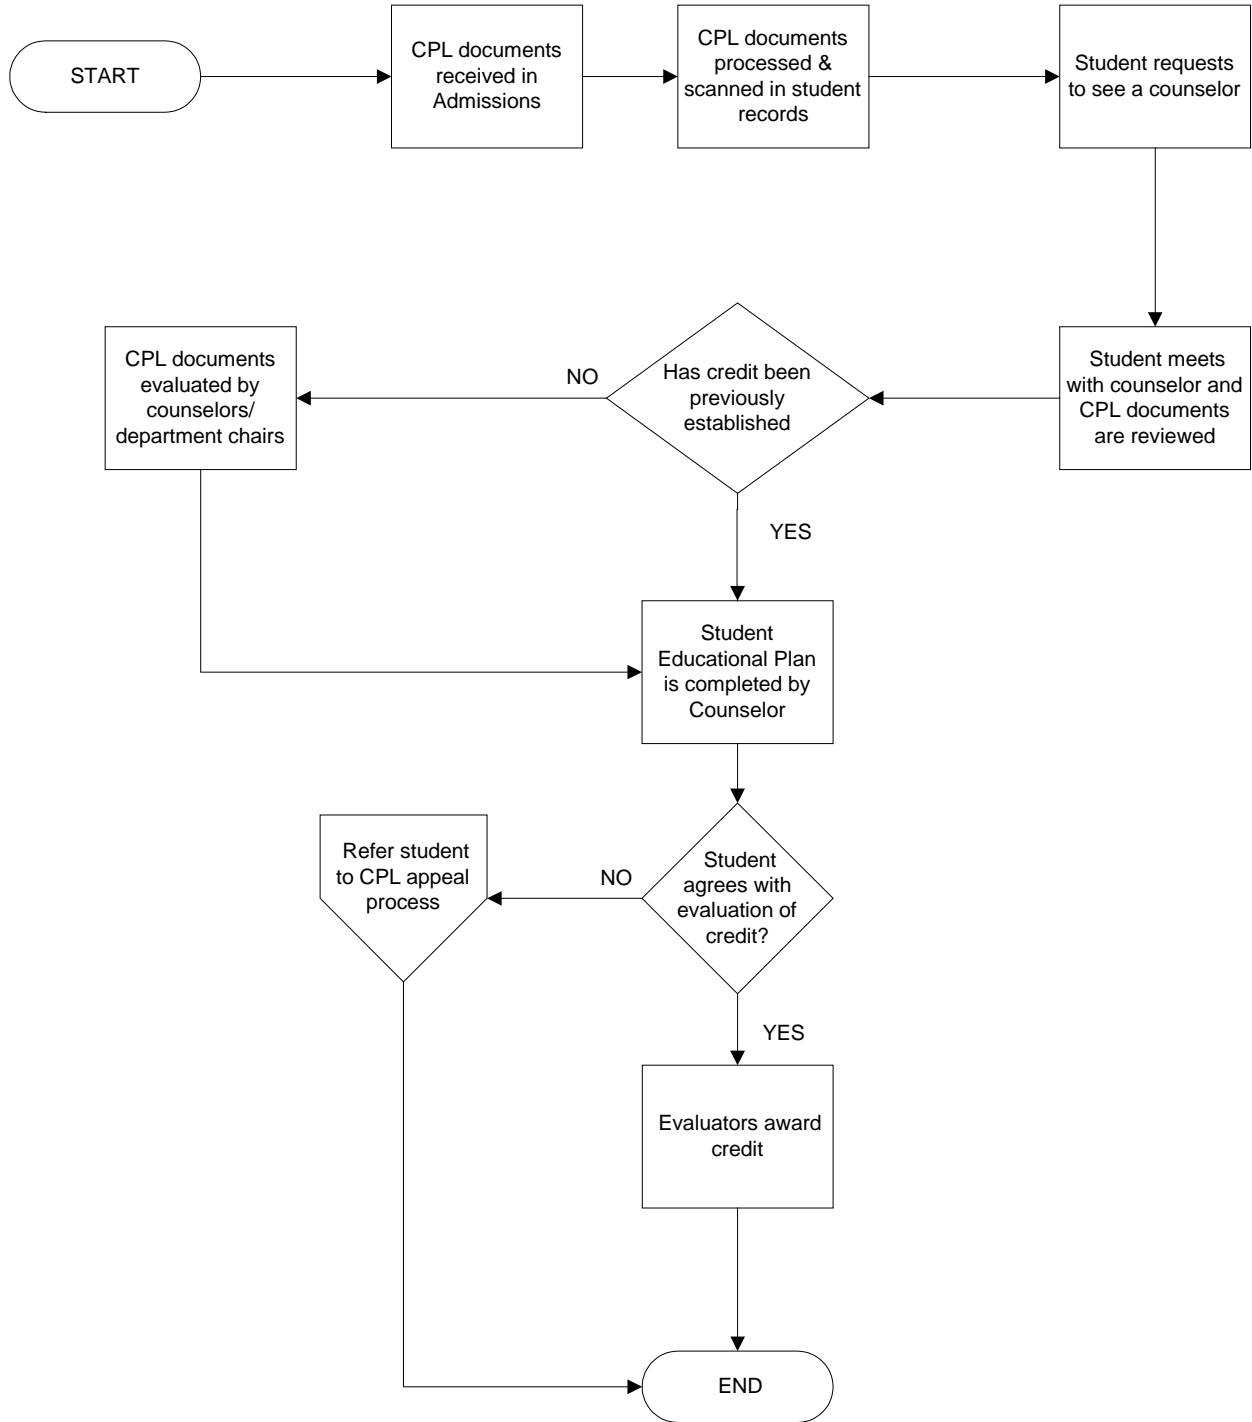 START
CPL documents
received in
Admissions
CPL documents
processed &
scanned in student
records
Student requests
to see a counselor
Student meets
with counselor and
CPL documents
are reviewed
Has credit been
previously
established
NO
CPL documents
evaluated by
counselors/
department chairs
YES
Student
Educational Plan
is completed by
Counselor
Student
agrees with
evaluation of
credit?
NO
Refer student
to CPL appeal
process
YES
Evaluators award
credit
END